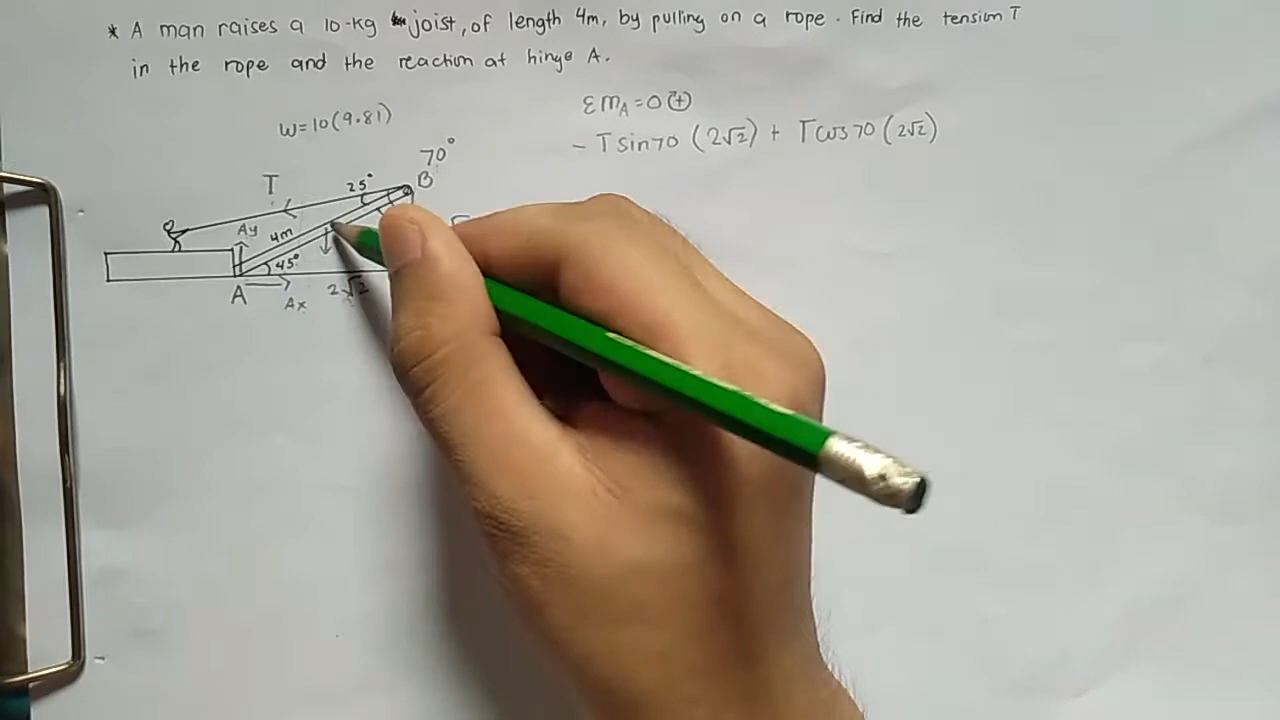 * A man raises a 10-kg joist, of length 4m, by pulling on a rope. Find the tension T
in the rope and the reaction at hinge A.
ΣmA=0
W=10(9.81)
- T sin70 (2√2) + T cos70 (2√2)
70°
T
25°
B
Ay
4m
45°
A
Ax
2√2